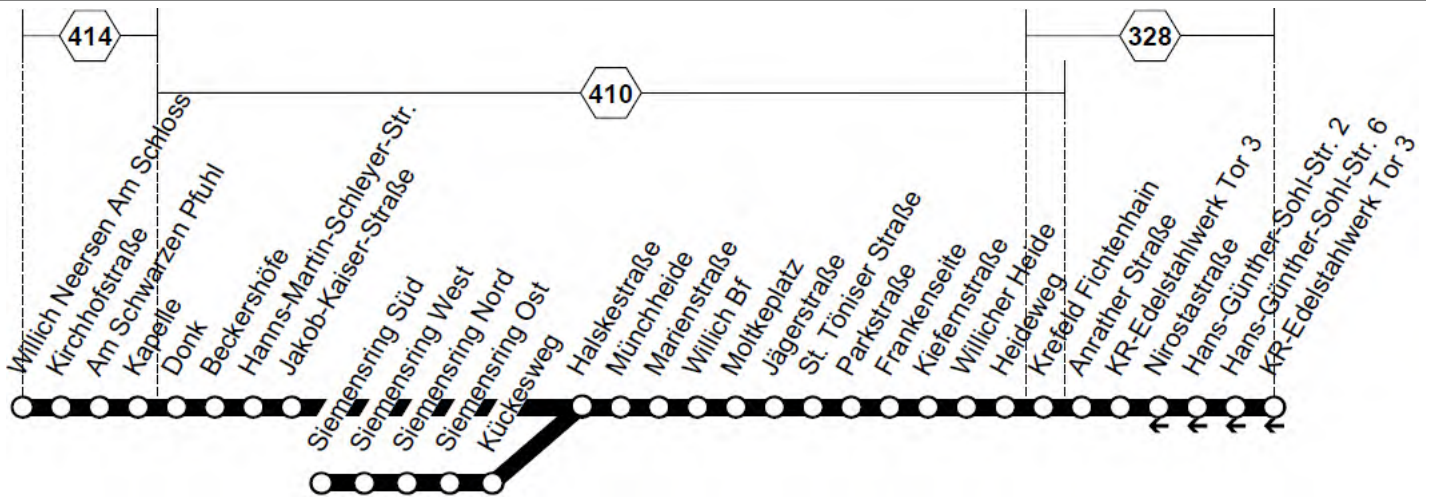 414
328
410
Willich Neersen Am Schloss
Kirchhofstraße
Am Schwarzen Pfuhl
Kapelle
Donk
Beckershöfe
Hanns-Martin-Schleyer-Str.
Jakob-Kaiser-Straße
Siemensring Süd
Siemensring West
Siemensring Nord
Siemensring Ost
Kückesweg
Halskestraße
Münchheide
Marienstraße
Willich Bf
Moltkeplatz
Jägerstraße
St. Töniser Straße
Parkstraße
Frankenseite
Kiefernstraße
Willicher Heide
Heideweg
Krefeld Fichtenhain
Anrather Straße
KR-Edelstahlwerk Tor 3
Nirostastraße
Hans-Günther-Sohl-Str. 2
Hans-Günther-Sohl-Str. 6
KR-Edelstahlwerk Tor 3